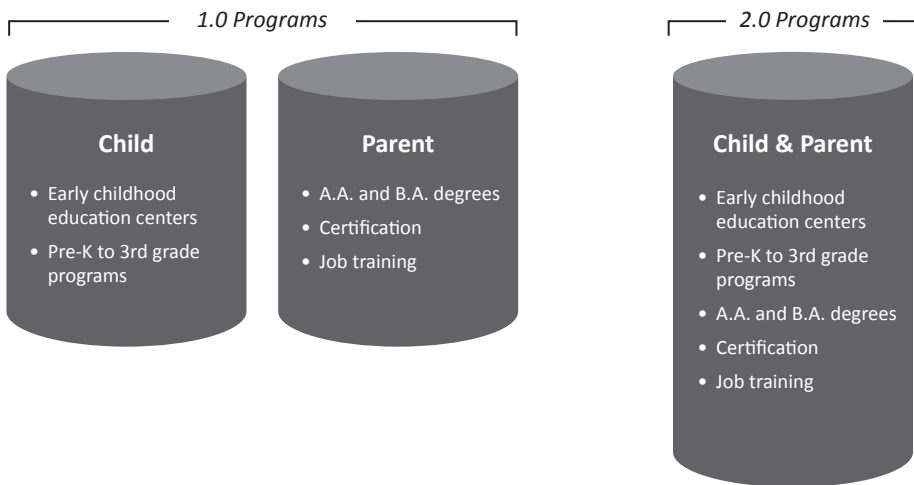 1.0 Programs
2.0 Programs
Child
• Early childhood
education centers
• Pre-K to 3rd grade
programs
Parent
• A.A. and B.A. degrees
• Certification
• Job training
Child & Parent
• Early childhood
education centers
• Pre-K to 3rd grade
programs
• A.A. and B.A. degrees
• Certification
• Job training